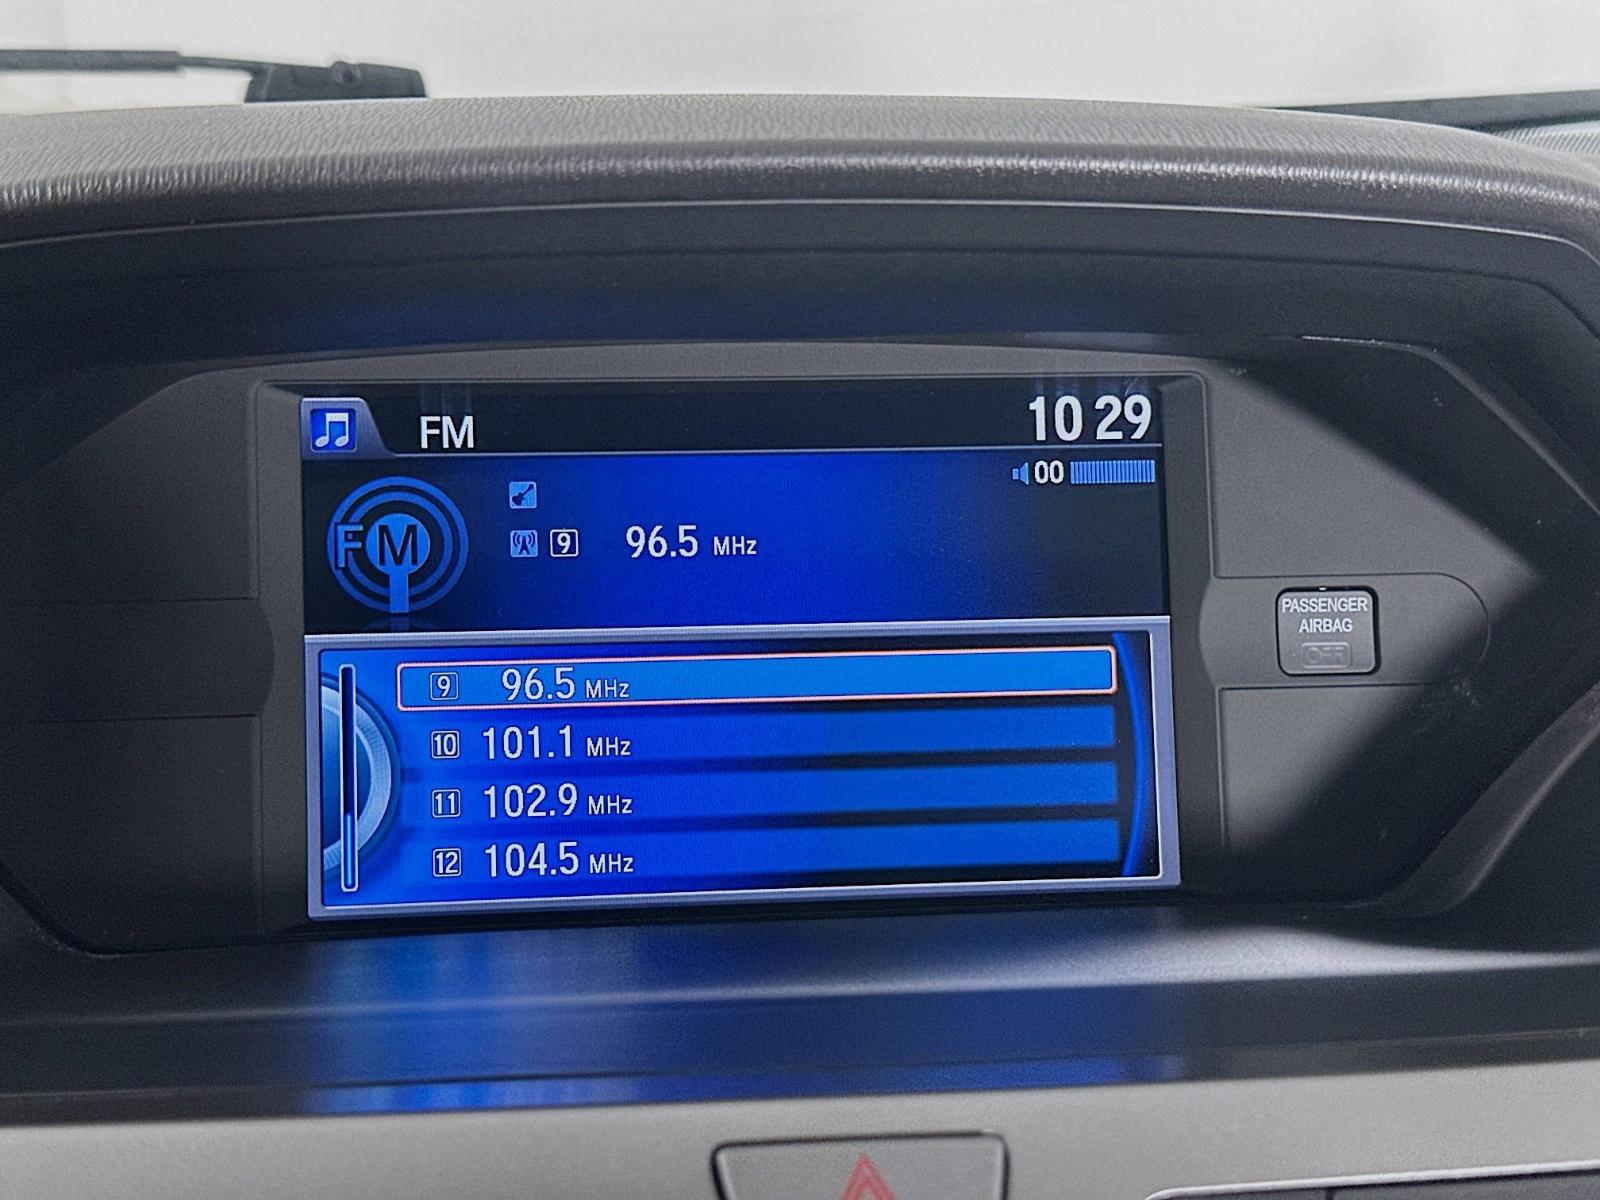 FM
10 29
00
FM
9 96.5 MHz
9 96.5 MHz
10 101.1 MHz
11 102.9 MHz
12 104.5 MHz
PASSENGER
AIRBAG
OFF